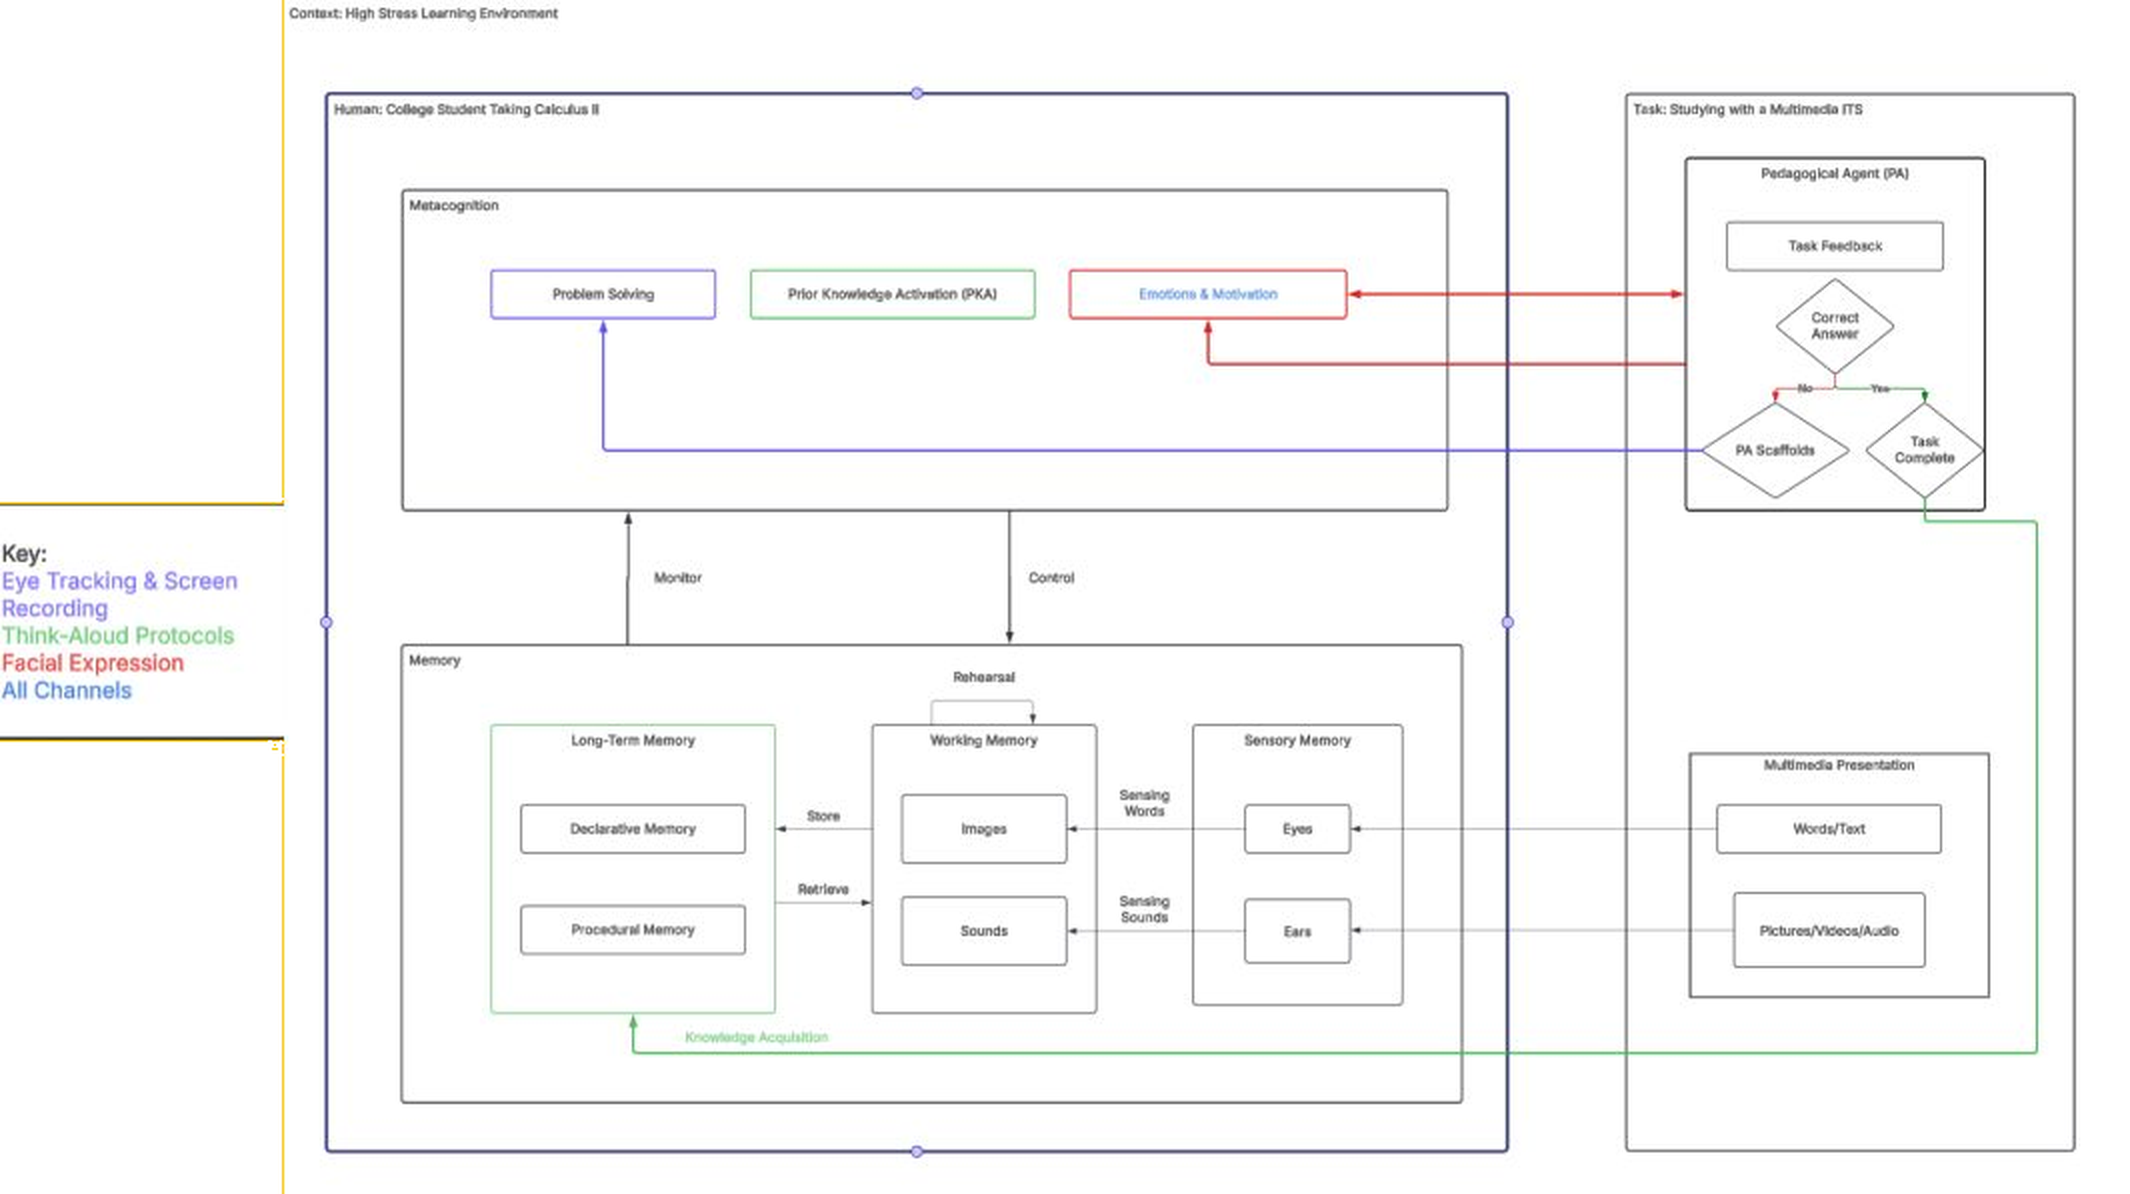 Context: High Stress Learning Environment
Human: College Student Taking Calculus II
Task: Studying with a Multimedia ITS
Pedagogical Agent (PA)
Metacognition
Task Feedback
Problem Solving
Prior Knowledge Activation (PKA)
Emotions & Motivation
Correct
Answer
No
Yes
PA Scaffolds
Task
Complete
Key:
Eye Tracking & Screen
Recording
Think-Aloud Protocols
Facial Expression
All Channels
Monitor
Control
Memory
Rehearsal
Long-Term Memory
Working Memory
Sensory Memory
Multimedia Presentation
Declarative Memory
Store
Images
Sensing
Words
Eyes
Words/Text
Retrieve
Procedural Memory
Sounds
Sensing
Sounds
Ears
Pictures/Videos/Audio
Knowledge Acquisition